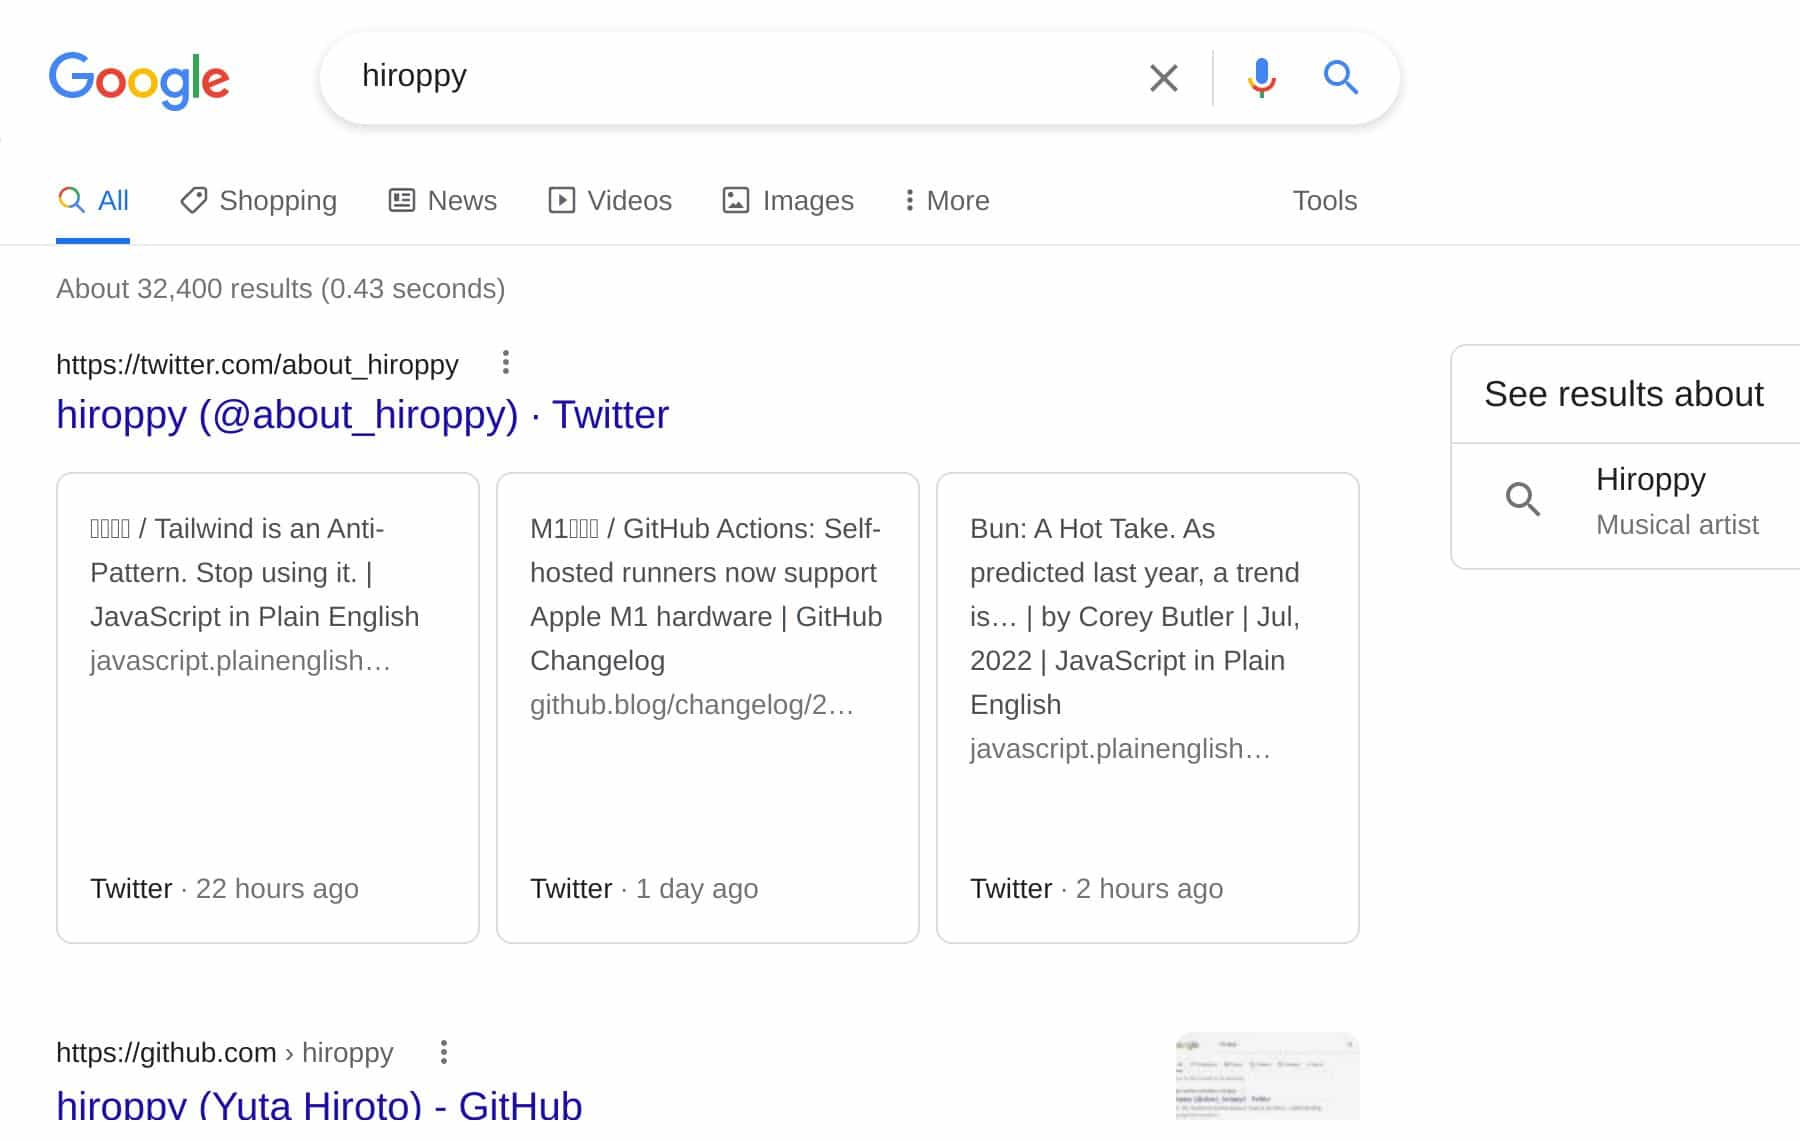 Google
hiroppy
All Shopping News Videos Images More Tools
About 32,400 results (0.43 seconds)
https://twitter.com/about_hiroppy
hiroppy (@about_hiroppy) · Twitter
/ Tailwind is an Anti-
Pattern. Stop using it. |
JavaScript in Plain English
javascript.plainenglish…
Twitter · 22 hours ago
M1 / GitHub Actions: Self-
hosted runners now support
Apple M1 hardware | GitHub
Changelog
github.blog/changelog/2…
Twitter · 1 day ago
Bun: A Hot Take. As
predicted last year, a trend
is… | by Corey Butler | Jul,
2022 | JavaScript in Plain
English
javascript.plainenglish…
Twitter · 2 hours ago
See results about
Hiroppy
Musical artist
https://github.com › hiroppy
hiroppy (Yuta Hiroto) - GitHub